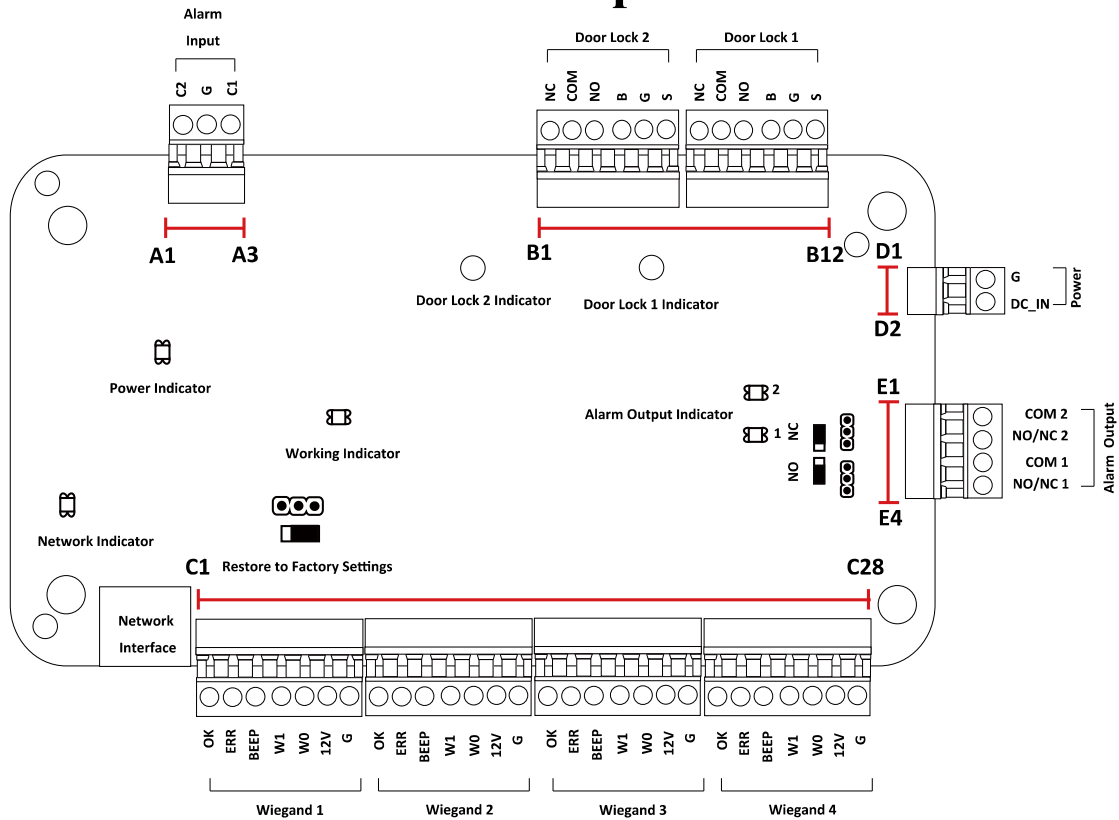 Alarm
Input
C2 G C1
Door Lock 2
NC COM NO B G S
Door Lock 1
NC COM NO B G S
A1 A3
B1 B12
D1
D2
G
DC_IN
Power
Door Lock 2 Indicator
Door Lock 1 Indicator
Power Indicator
Working Indicator
Alarm Output Indicator
2
1
NC
NO
E1
E4
COM 2
NO/NC 2
COM 1
NO/NC 1
Alarm Output
Network Indicator
Restore to Factory Settings
C1 C28
Network
Interface
OK ERR BEEP W1 W0 12V G
OK ERR BEEP W1 W0 12V G
OK ERR BEEP W1 W0 12V G
OK ERR BEEP W1 W0 12V G
Wiegand 1
Wiegand 2
Wiegand 3
Wiegand 4